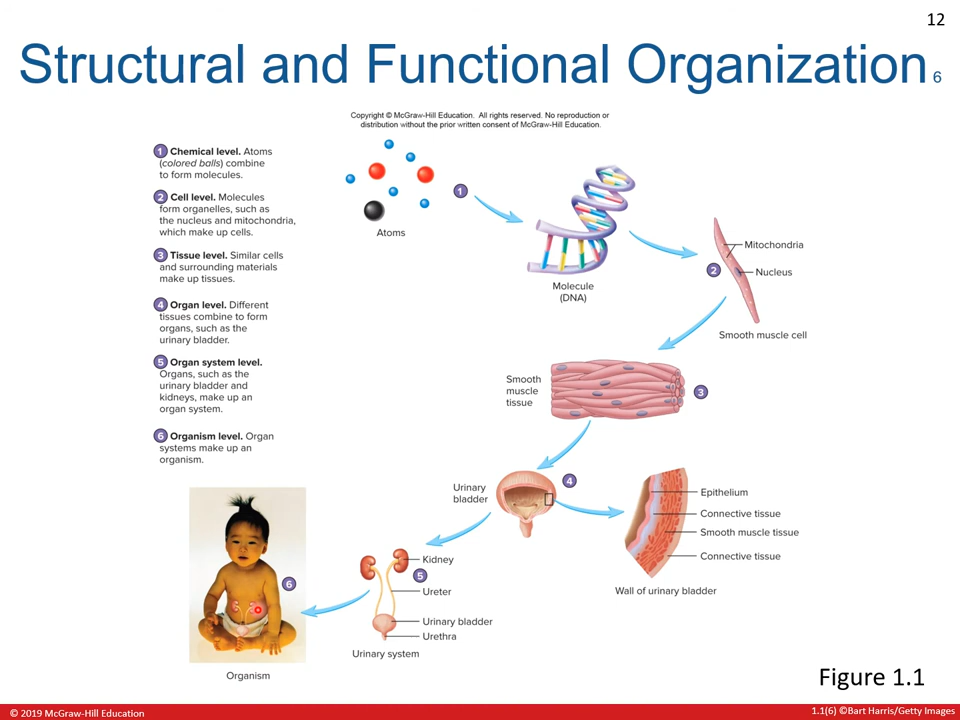 12
Structural and Functional Organization 6
Copyright © McGraw-Hill Education. All rights reserved. No reproduction or
distribution without the prior written consent of McGraw-Hill Education.
1 Chemical level. Atoms
(colored balls) combine
to form molecules.
2 Cell level. Molecules
form organelles, such as
the nucleus and mitochondria,
which make up cells.
3 Tissue level. Similar cells
and surrounding materials
make up tissues.
4 Organ level. Different
tissues combine to form
organs, such as the
urinary bladder.
5 Organ system level.
Organs, such as the
urinary bladder and
kidneys, make up an
organ system.
6 Organism level. Organ
systems make up an
organism.
Atoms
1
Molecule
(DNA)
Mitochondria
2
Nucleus
Smooth muscle cell
Smooth
muscle
tissue
3
Urinary
bladder
4
Epithelium
Connective tissue
Smooth muscle tissue
Connective tissue
Wall of urinary bladder
Kidney
5
Ureter
Urinary bladder
Urethra
Urinary system
6
Organism
Figure 1.1
© 2019 McGraw-Hill Education
1.1(6) ©Bart Harris/Getty Images